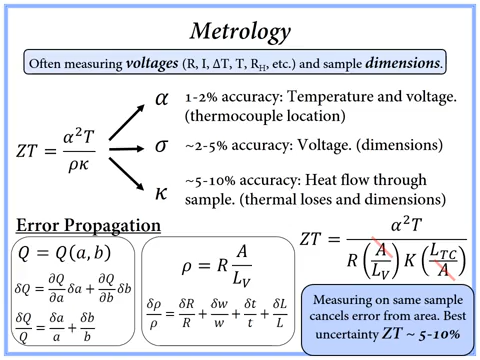 Metrology
Often measuring voltages (R, I, ΔT, T, R_H, etc.) and sample dimensions.
ZT = α²T / ρκ
α 1-2% accuracy: Temperature and voltage.
(thermocouple location)
σ ~2-5% accuracy: Voltage. (dimensions)
κ ~5-10% accuracy: Heat flow through
sample. (thermal loses and dimensions)
Error Propagation
Q = Q(a, b)
δQ = ∂Q/∂a δa + ∂Q/∂b δb
δQ/Q = δa/a + δb/b
ρ = R A/L_V
δρ/ρ = δR/R + δw/w + δt/t + δL/L
ZT = α²T / R (A/L_V) K (L_TC/A)
Measuring on same sample
cancels error from area. Best
uncertainty ZT ~ 5-10%